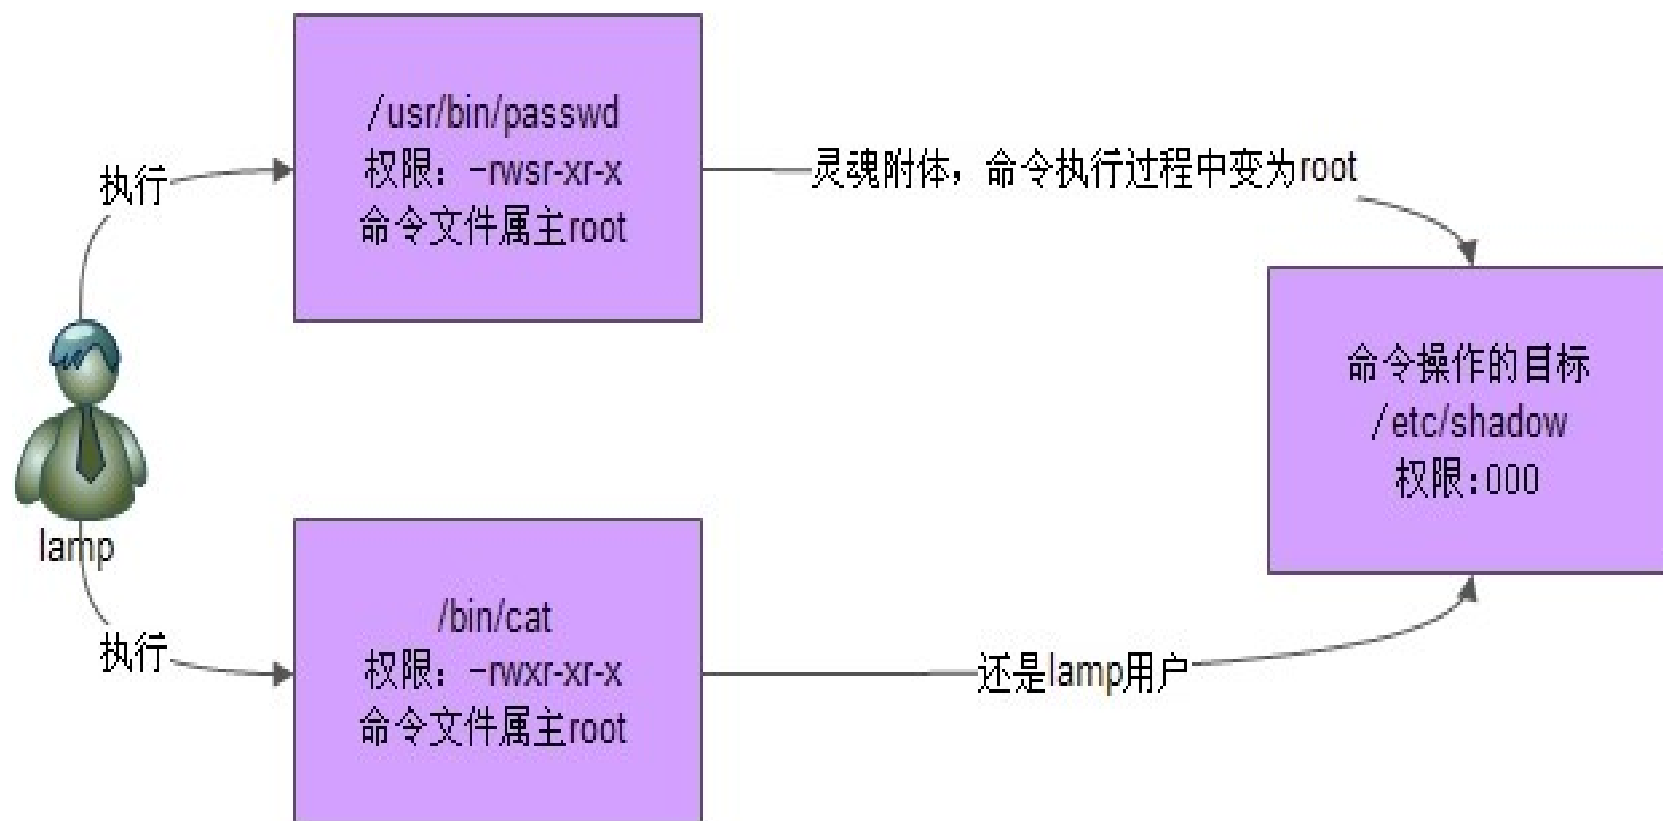 /usr/bin/passwd
权限：-rwsr-xr-x
命令文件属主root
执行
灵魂附体，命令执行过程中变为root
命令操作的目标
/etc/shadow
权限:000
lamp
执行
/bin/cat
权限：-rwxr-xr-x
命令文件属主root
还是lamp用户